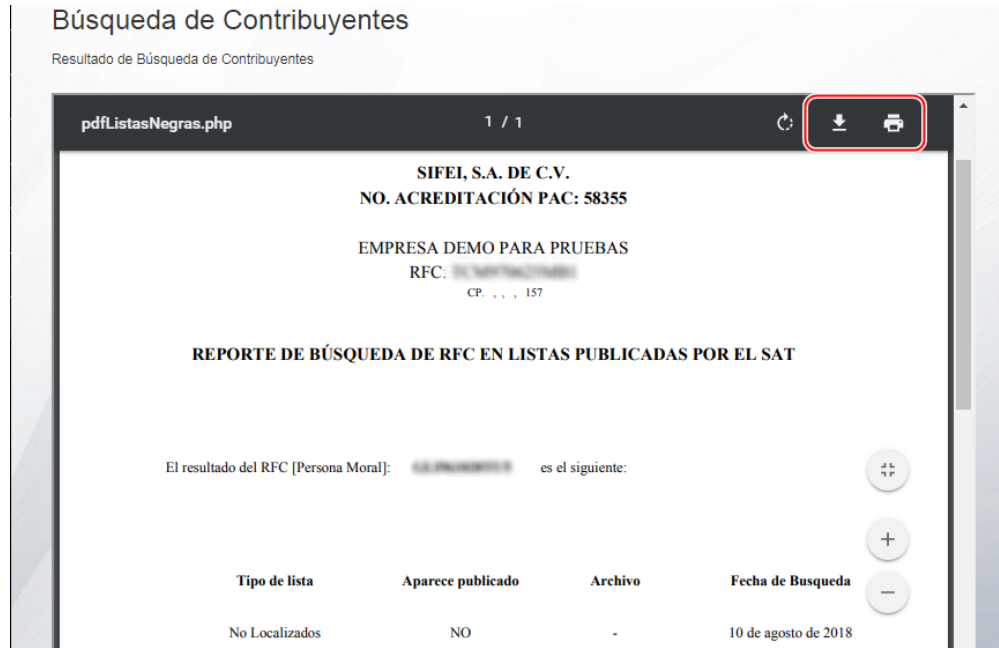 Búsqueda de Contribuyentes
Resultado de Búsqueda de Contribuyentes
pdfListasNegras.php 1 / 1
SIFEI, S.A. DE C.V.
NO. ACREDITACIÓN PAC: 58355
EMPRESA DEMO PARA PRUEBAS
RFC:
CP. , , , 157
REPORTE DE BÚSQUEDA DE RFC EN LISTAS PUBLICADAS POR EL SAT
El resultado del RFC [Persona Moral]: es el siguiente:
Tipo de lista Aparece publicado Archivo Fecha de Busqueda
No Localizados NO - 10 de agosto de 2018